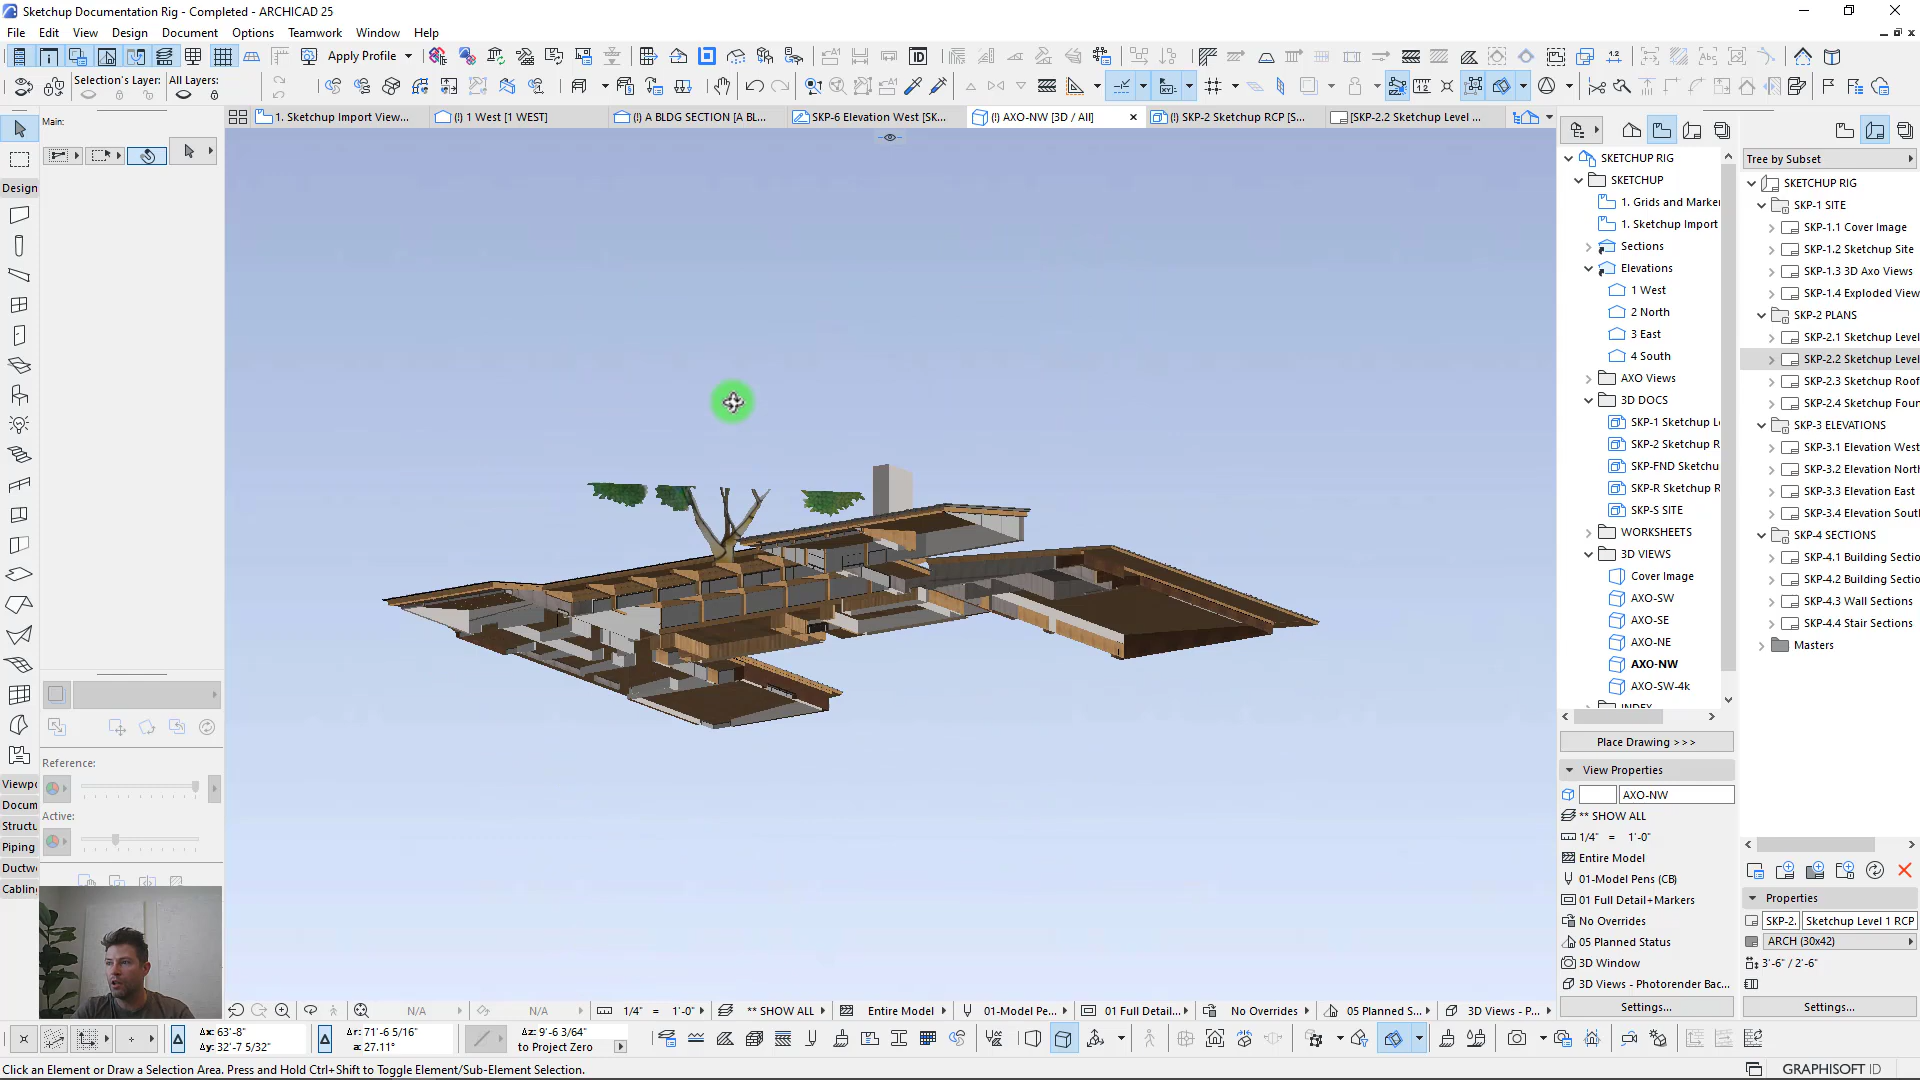 Sketchup Documentation Rig - Completed - ARCHICAD 25
File Edit View Design Document Options Teamwork Window Help
Apply Profile
Selection's Layer: All Layers:
1. Sketchup Import View...
(!) 1 West [1 WEST]
(!) A BLDG SECTION [A BL...
SKP-6 Elevation West [SK...
(!) AXO-NW [3D / All]
(!) SKP-2 Sketchup RCP [S...
[SKP-2.2 Sketchup Level ...
Main:
Design
Viewpo
Docum
Structu
Piping
Ductwo
Cabling
Reference:
Active:
SKETCHUP RIG
SKETCHUP
1. Grids and Marke
1. Sketchup Import
Sections
Elevations
1 West
2 North
3 East
4 South
AXO Views
3D DOCS
SKP-1 Sketchup L
SKP-2 Sketchup R
SKP-FND Sketchu
SKP-R Sketchup R
SKP-S SITE
WORKSHEETS
3D VIEWS
Cover Image
AXO-SW
AXO-SE
AXO-NE
AXO-NW
AXO-SW-4k
INDEX
Place Drawing >>>
View Properties
AXO-NW
** SHOW ALL
1/4" = 1'-0"
Entire Model
01-Model Pens (CB)
01 Full Detail+Markers
No Overrides
05 Planned Status
3D Window
3D Views - Photorender Bac...
Settings...
Tree by Subset
SKETCHUP RIG
SKP-1 SITE
SKP-1.1 Cover Image
SKP-1.2 Sketchup Site
SKP-1.3 3D Axo Views
SKP-1.4 Exploded View
SKP-2 PLANS
SKP-2.1 Sketchup Level
SKP-2.2 Sketchup Level
SKP-2.3 Sketchup Roof
SKP-2.4 Sketchup Foun
SKP-3 ELEVATIONS
SKP-3.1 Elevation West
SKP-3.2 Elevation North
SKP-3.3 Elevation East
SKP-3.4 Elevation South
SKP-4 SECTIONS
SKP-4.1 Building Section
SKP-4.2 Building Section
SKP-4.3 Wall Sections
SKP-4.4 Stair Sections
Masters
Properties
SKP-2. Sketchup Level 1 RCP
ARCH (30x42)
3'-6" / 2'-6"
Settings...
N/A N/A 1/4" = 1'-0" ** SHOW ALL Entire Model 01-Model Pe... 01 Full Detail... No Overrides 05 Planned S... 3D Views - P...
Δx: 63'-8" Δr: 71'-6 5/16" Δz: 9'-6 3/64"
Δy: 32'-7 5/32" a: 27.11° to Project Zero
Click an Element or Draw a Selection Area. Press and Hold Ctrl+Shift to Toggle Element/Sub-Element Selection.
GRAPHISOFT ID